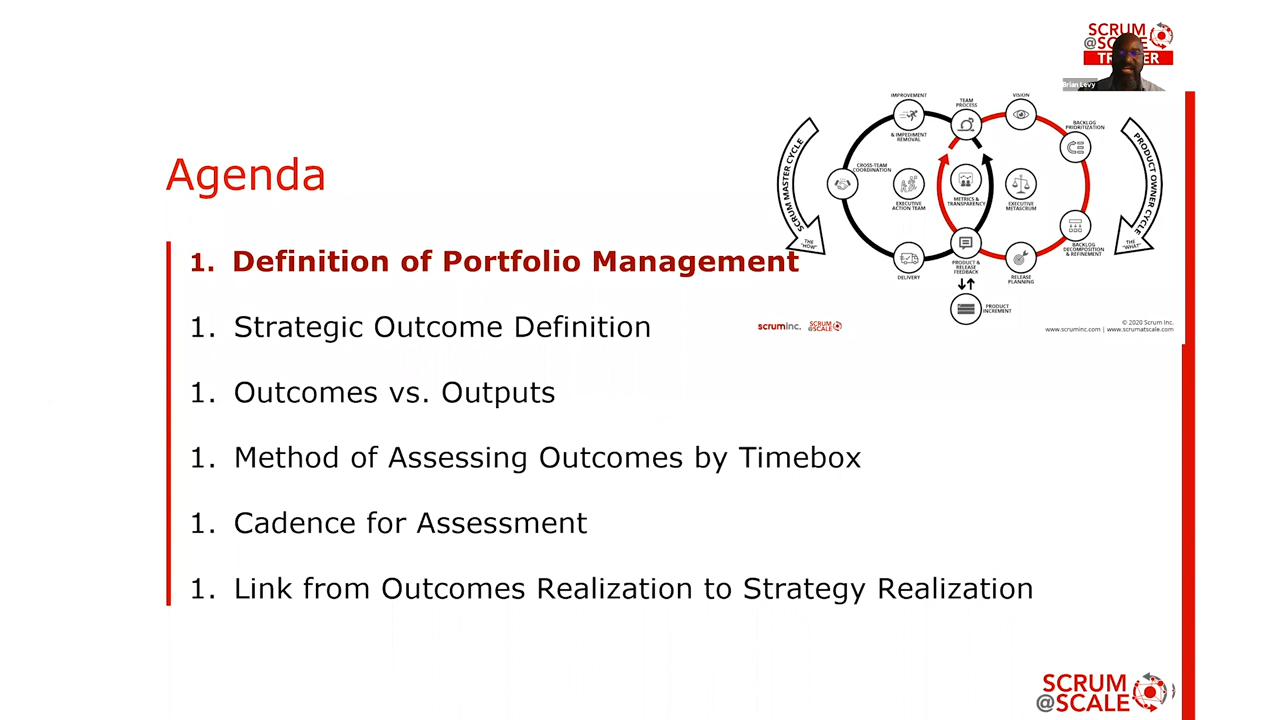 SCRUM
@SCALE
TR ER
Brian Levy
Agenda
1. Definition of Portfolio Management
1. Strategic Outcome Definition
1. Outcomes vs. Outputs
1. Method of Assessing Outcomes by Timebox
1. Cadence for Assessment
1. Link from Outcomes Realization to Strategy Realization
SCRUM MASTER CYCLE
THE
"HOW"
IMPROVEMENT
& IMPEDIMENT
REMOVAL
TEAM
PROCESS
VISION
BACKLOG
PRIORITIZATION
CROSS-TEAM
COORDINATION
EXECUTIVE
ACTION TEAM
METRICS &
TRANSPARENCY
EXECUTIVE
METASCRUM
BACKLOG
DECOMPOSITION
& REFINEMENT
DELIVERY
PRODUCT &
RELEASE
FEEDBACK
RELEASE
PLANNING
PRODUCT
INCREMENT
PRODUCT OWNER CYCLE
THE
"WHAT"
scruminc.
SCRUM
@SCALE
© 2020 Scrum Inc.
www.scruminc.com | www.scrumatscale.com
SCRUM
@SCALE